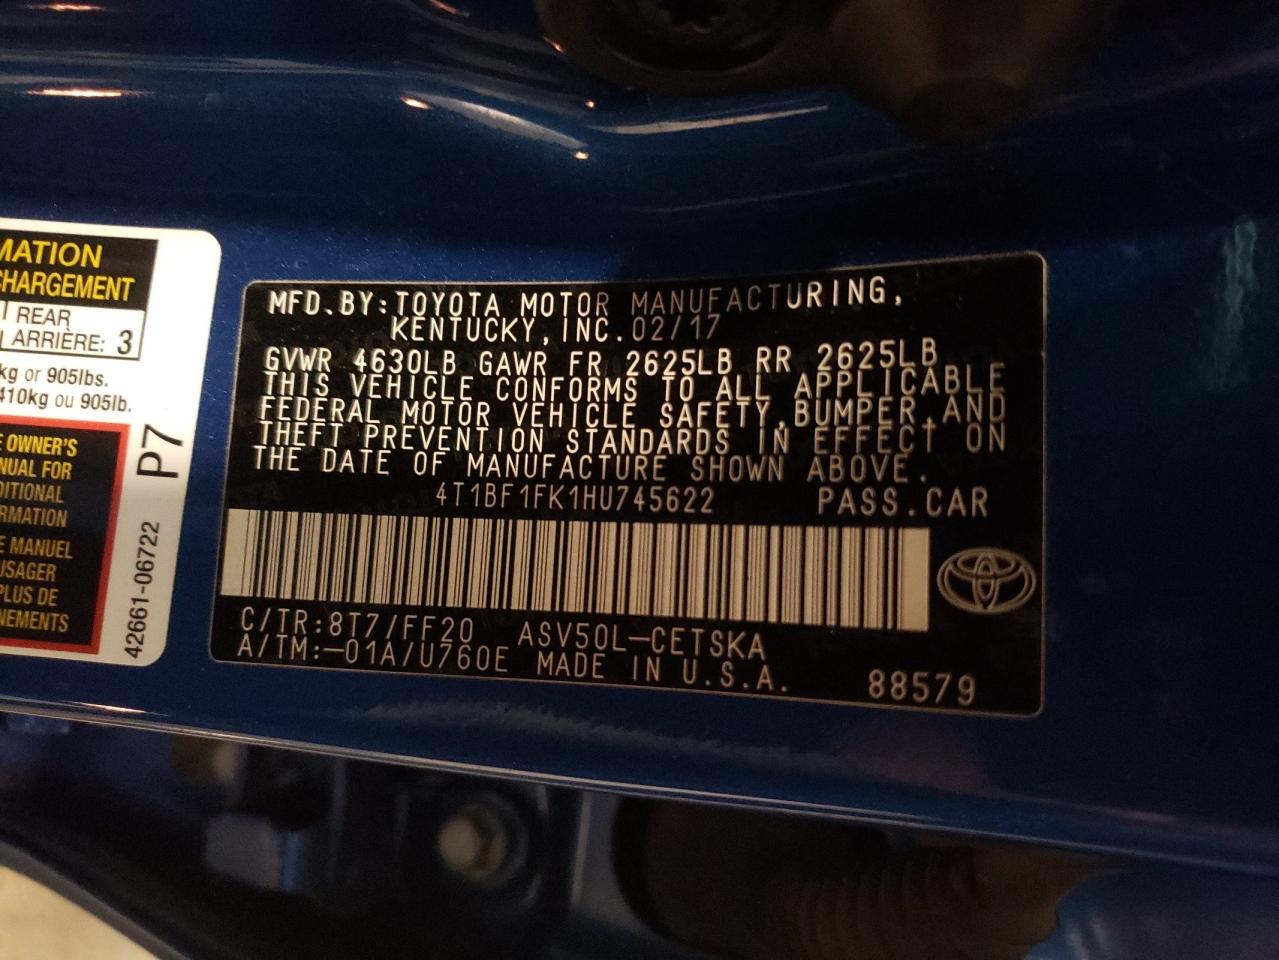 MATION
CHARGEMENT
REAR
ARRIÈRE: 3
kg or 905lbs.
410kg ou 905lb.
E OWNER'S
NUAL FOR
DITIONAL
RMATION
E MANUEL
USAGER
PLUS DE
NEMENTS
P7
42661-06722
MFD.BY:TOYOTA MOTOR MANUFACTURING,
KENTUCKY,INC.02/17
GVWR 4630LB GAWR FR 2625LB RR 2625LB
THIS VEHICLE CONFORMS TO ALL APPLICABLE
FEDERAL MOTOR VEHICLE SAFETY,BUMPER,AND
THEFT PREVENTION STANDARDS IN EFFECT ON
THE DATE OF MANUFACTURE SHOWN ABOVE.
4T1BF1FK1HU745622 PASS.CAR
C/TR:8T7/FF20 ASV50L-CETSKA
A/TM:-01A/U760E MADE IN U.S.A. 88579